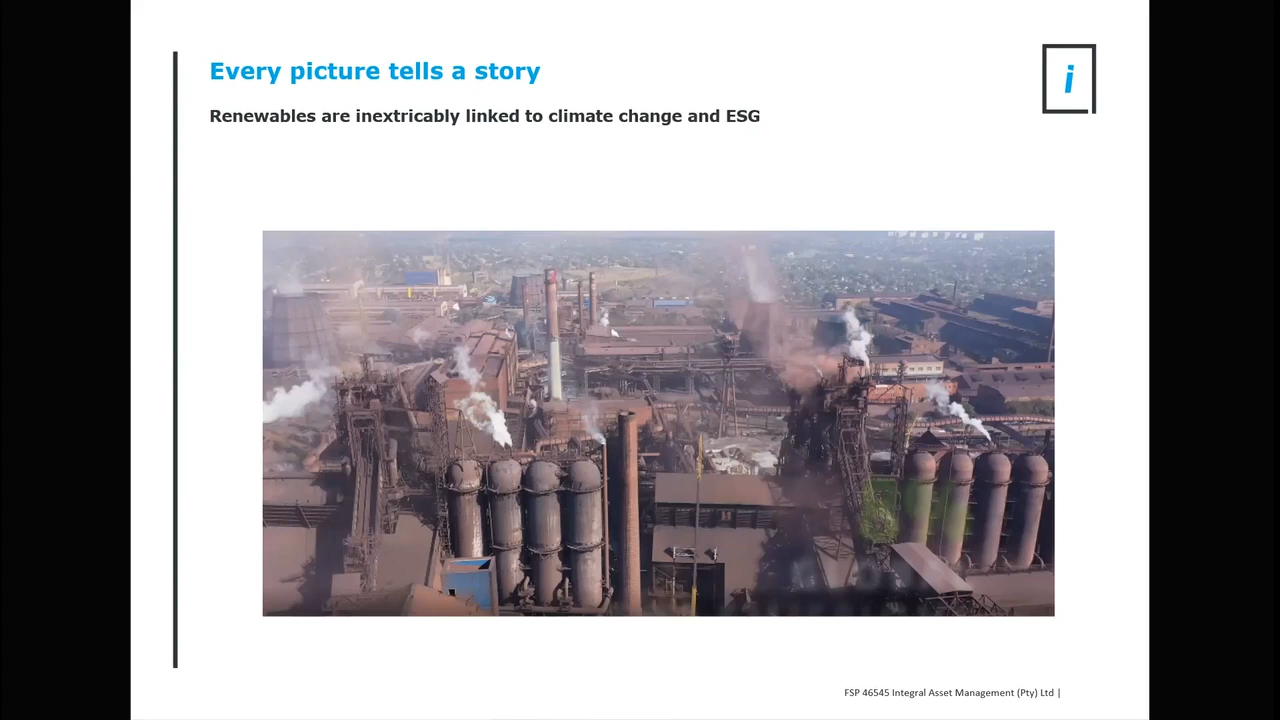 Every picture tells a story
i
Renewables are inextricably linked to climate change and ESG
FSP 46545 Integral Asset Management (Pty) Ltd |